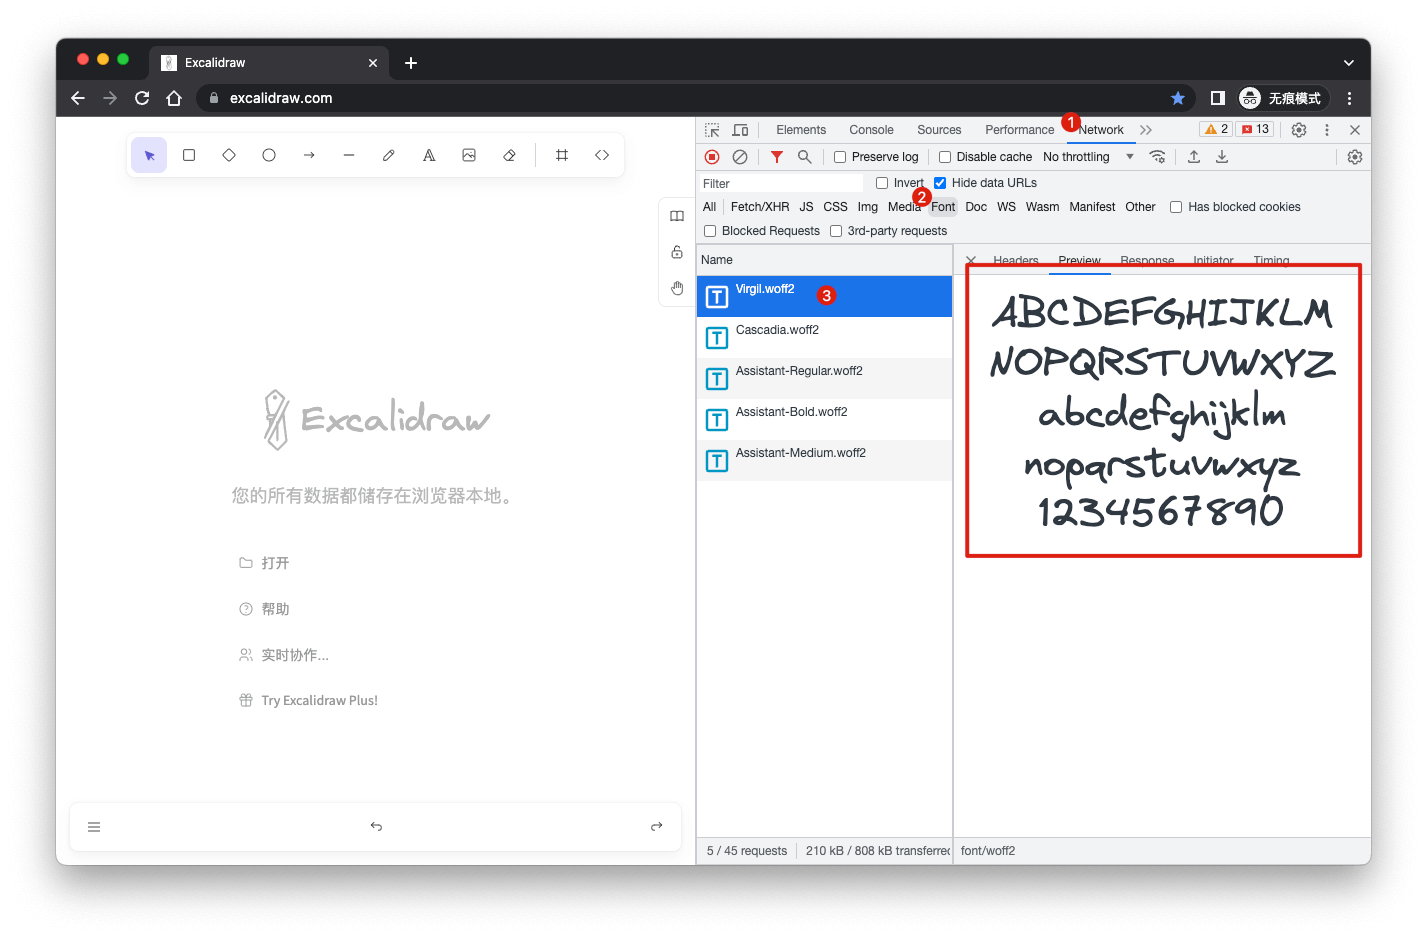 Excalidraw
excalidraw.com
无痕模式
Elements Console Sources Performance 1 Network 2 13
Preserve log Disable cache No throttling
Filter Invert Hide data URLs
2
All Fetch/XHR JS CSS Img Media Font Doc WS Wasm Manifest Other Has blocked cookies
Blocked Requests 3rd-party requests
Name
Headers Preview Response Initiator Timing
Virgil.woff2 3
Cascadia.woff2
Assistant-Regular.woff2
Assistant-Bold.woff2
Assistant-Medium.woff2
ABCDEFGHIJKLM
NOPQRSTUVWXYZ
abcdefghijklm
nopqrstuvwxyz
1234567890
Excalidraw
您的所有数据都储存在浏览器本地。
打开
帮助
实时协作...
Try Excalidraw Plus!
5 / 45 requests 210 kB / 808 kB transferred font/woff2